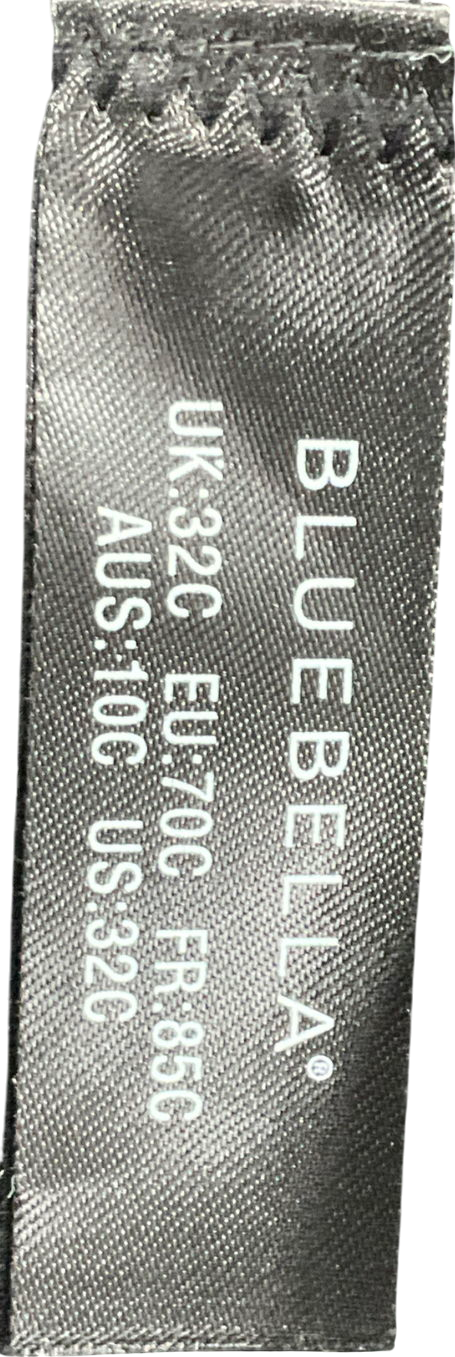 BLUEBELLA®
UK:32C EU:70C FR:85C
AUS:10C US:32C